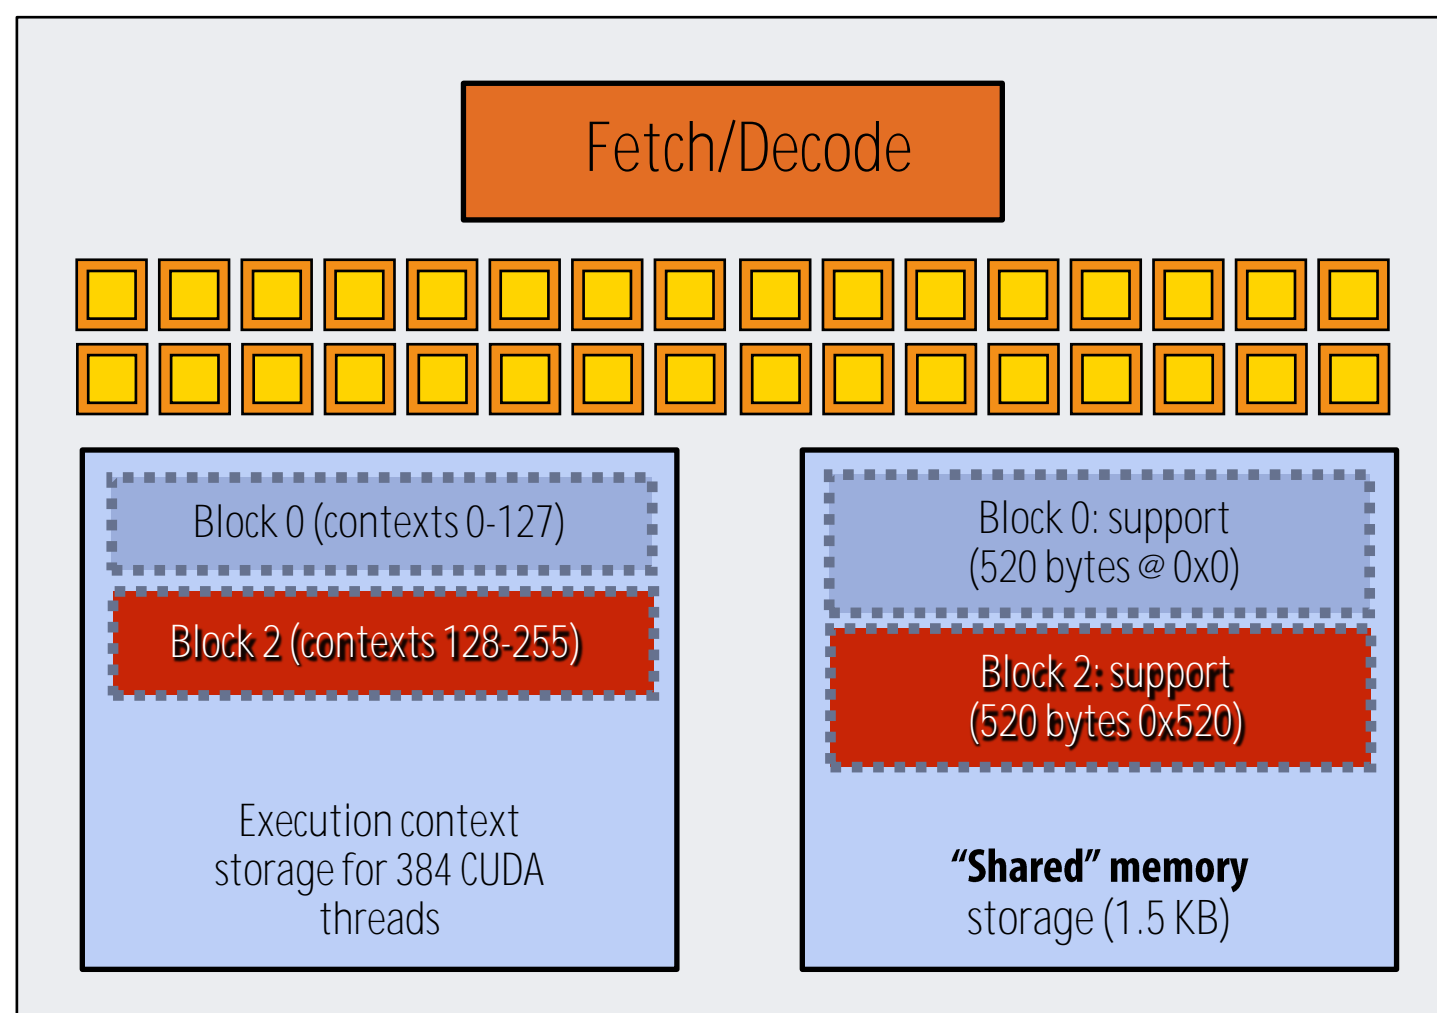 Fetch/Decode
Block 0 (contexts 0-127)
Block 2 (contexts 128-255)
Execution context
storage for 384 CUDA
threads
Block 0: support
(520 bytes @ 0x0)
Block 2: support
(520 bytes 0x520)
“Shared” memory
storage (1.5 KB)